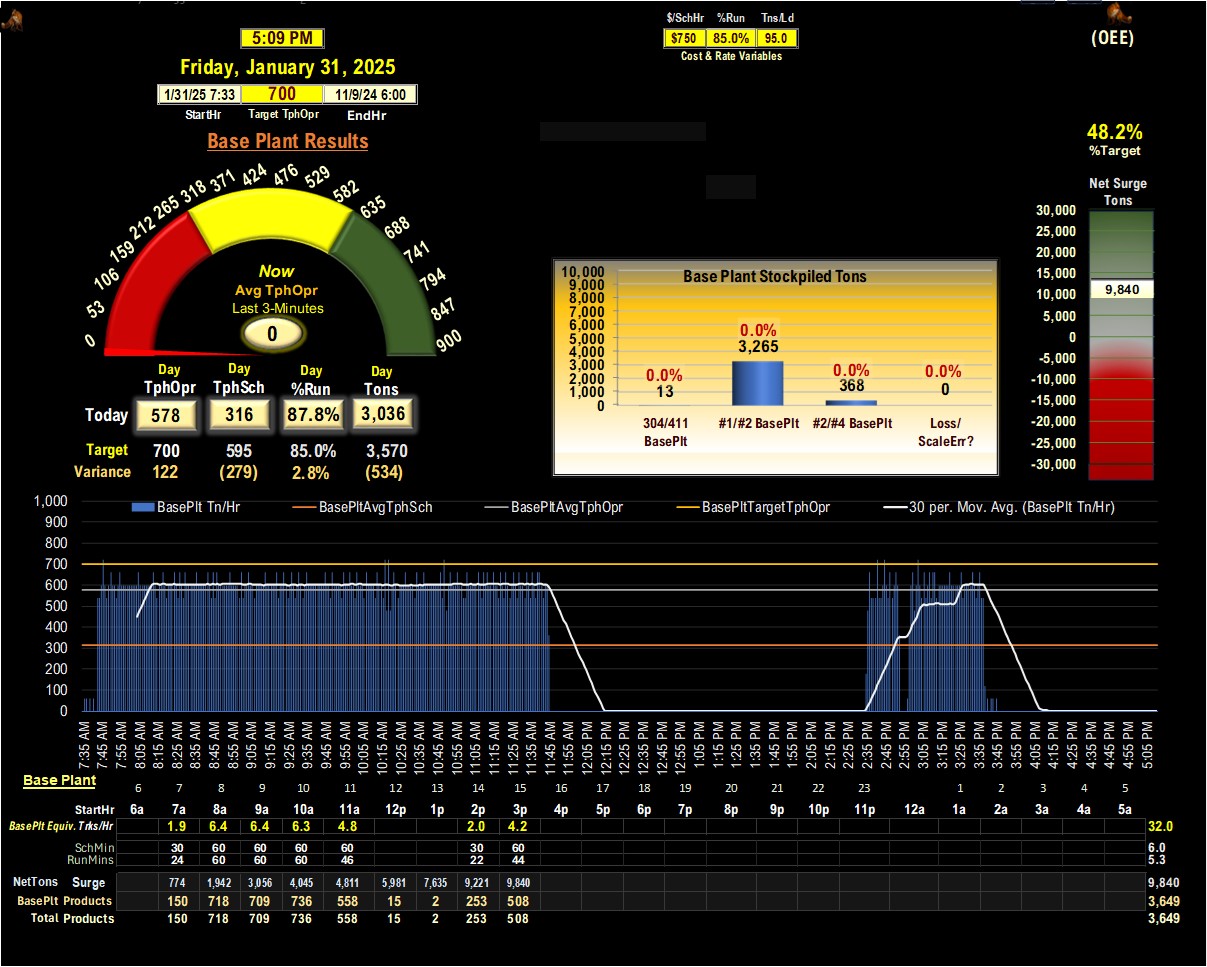 $/SchHr %Run Tns/Ld
5:09 PM
$750 85.0% 95.0
(OEE)
Cost & Rate Variables
Friday, January 31, 2025
1/31/25 7:33 700 11/9/24 6:00
StartHr Target TphOpr EndHr
Base Plant Results
48.2%
%Target
Net Surge
Tons
0 53 106 159 212 265 318 371 424 476 529 582 635 688 741 794 847 900
Now
Avg TphOpr
Last 3-Minutes
0
30,000
25,000
20,000
15,000
10,000
5,000
0
-5,000
-10,000
-15,000
-20,000
-25,000
-30,000
9,840
Base Plant Stockpiled Tons
10,000
9,000
8,000
7,000
6,000
5,000
4,000
3,000
2,000
1,000
0
0.0% 0.0% 0.0% 0.0%
13 3,265 368 0
304/411 #1/#2 BasePlt #2/#4 BasePlt Loss/
BasePlt ScaleErr?
Day Day Day Day
TphOpr TphSch %Run Tons
Today 578 316 87.8% 3,036
Target 700 595 85.0% 3,570
Variance 122 (279) 2.8% (534)
BasePlt Tn/Hr BasePltAvgTphSch BasePltAvgTphOpr BasePltTargetTphOpr 30 per. Mov. Avg. (BasePlt Tn/Hr)
1,000
900
800
700
600
500
400
300
200
100
0
7:35 AM 7:45 AM 7:55 AM 8:05 AM 8:15 AM 8:25 AM 8:35 AM 8:45 AM 8:55 AM 9:05 AM 9:15 AM 9:25 AM 9:35 AM 9:45 AM 9:55 AM 10:05 AM 10:15 AM 10:25 AM 10:35 AM 10:45 AM 10:55 AM 11:05 AM 11:15 AM 11:25 AM 11:35 AM 11:45 AM 11:55 AM 12:05 PM 12:15 PM 12:25 PM 12:35 PM 12:45 PM 12:55 PM 1:05 PM 1:15 PM 1:25 PM 1:35 PM 1:45 PM 1:55 PM 2:05 PM 2:15 PM 2:25 PM 2:35 PM 2:45 PM 2:55 PM 3:05 PM 3:15 PM 3:25 PM 3:35 PM 3:45 PM 3:55 PM 4:05 PM 4:15 PM 4:25 PM 4:35 PM 4:45 PM 4:55 PM 5:05 PM
Base Plant
6 7 8 9 10 11 12 13 14 15 16 17 18 19 20 21 22 23 1 2 3 4 5
StartHr 6a 7a 8a 9a 10a 11a 12p 1p 2p 3p 4p 5p 6p 7p 8p 9p 10p 11p 12a 1a 2a 3a 4a 5a
BasePlt Equiv. Trks/Hr 1.9 6.4 6.4 6.3 4.8 2.0 4.2 32.0
SchMin 30 60 60 60 60 30 60 6.0
RunMins 24 60 60 60 46 22 44 5.3
NetTons Surge 774 1,942 3,056 4,045 4,811 5,981 7,635 9,221 9,840 9,840
BasePlt Products 150 718 709 736 558 15 2 253 508 3,649
Total Products 150 718 709 736 558 15 2 253 508 3,649